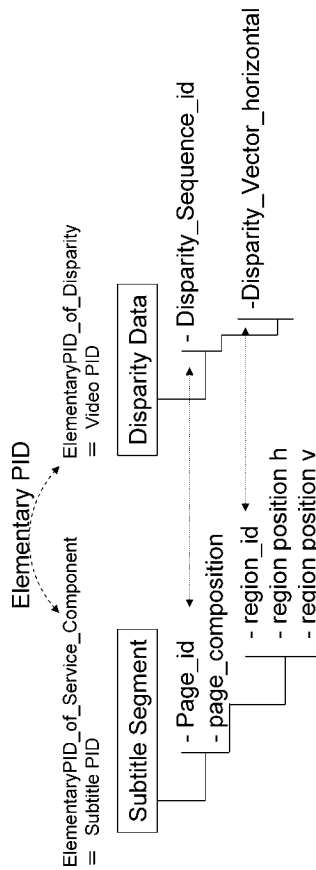 Elementary PID
ElementaryPID_of_Service_Component
= Subtitle PID
ElementaryPID_of_Disparity
= Video PID
Subtitle Segment
Disparity Data
- Page_id
- page_composition
- Disparity_Sequence_id
- region_id
- region position h
- region position v
-Disparity_Vector_horizontal